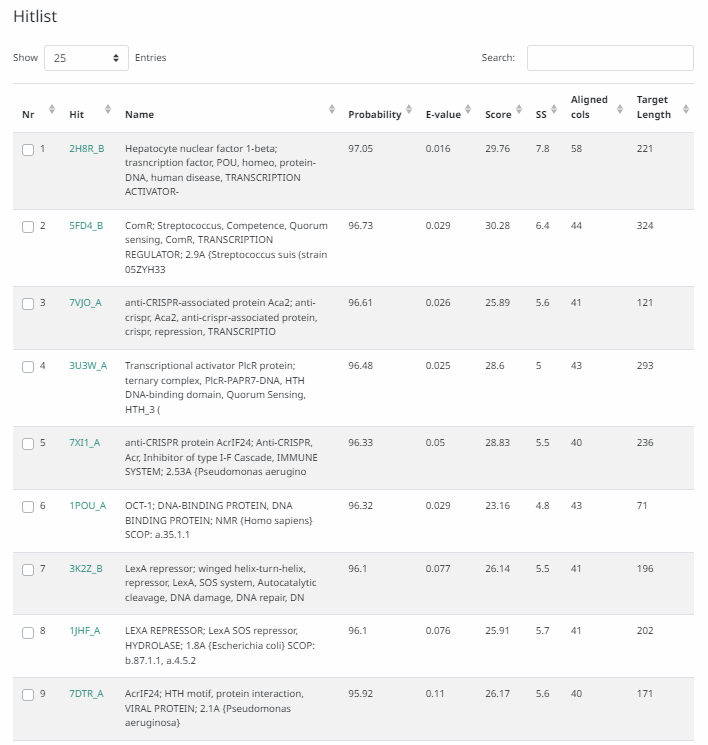 Hitlist
Show 25 Entries Search:
Nr Hit Name Probability E-value Score SS Aligned cols Target Length
1 2H8R_B Hepatocyte nuclear factor 1-beta; 97.05 0.016 29.76 7.8 58 221
trasncription factor, POU, homeo, protein-
DNA, human disease, TRANSCRIPTION
ACTIVATOR-
2 5FD4_B ComR; Streptococcus, Competence, Quorum 96.73 0.029 30.28 6.4 44 324
sensing, ComR, TRANSCRIPTION
REGULATOR; 2.9A {Streptococcus suis (strain
05ZYH33
3 7VJO_A anti-CRISPR-associated protein Aca2; anti- 96.61 0.026 25.89 5.6 41 121
crispr, Aca2, anti-crispr-associated protein,
crispr, repression, TRANSCRIPTIO
4 3U3W_A Transcriptional activator PlcR protein; 96.48 0.025 28.6 5 43 293
ternary complex, PlcR-PAPR7-DNA, HTH
DNA-binding domain, Quorum Sensing,
HTH_3 (
5 7XI1_A anti-CRISPR protein AcrIF24; Anti-CRISPR, 96.33 0.05 28.83 5.5 40 236
Acr, Inhibitor of type I-F Cascade, IMMUNE
SYSTEM; 2.53A {Pseudomonas aerugino
6 1POU_A OCT-1; DNA-BINDING PROTEIN, DNA 96.32 0.029 23.16 4.8 43 71
BINDING PROTEIN; NMR {Homo sapiens}
SCOP: a.35.1.1
7 3K2Z_B LexA repressor; winged helix-turn-helix, 96.1 0.077 26.14 5.5 41 196
repressor, LexA, SOS system, Autocatalytic
cleavage, DNA damage, DNA repair, DN
8 1JHF_A LEXA REPRESSOR; LexA SOS repressor, 96.1 0.076 25.91 5.7 41 202
HYDROLASE; 1.8A {Escherichia coli} SCOP:
b.87.1.1, a.4.5.2
9 7DTR_A AcrIF24; HTH motif, protein interaction, 95.92 0.11 26.17 5.6 40 171
VIRAL PROTEIN; 2.1A {Pseudomonas
aeruginosa}